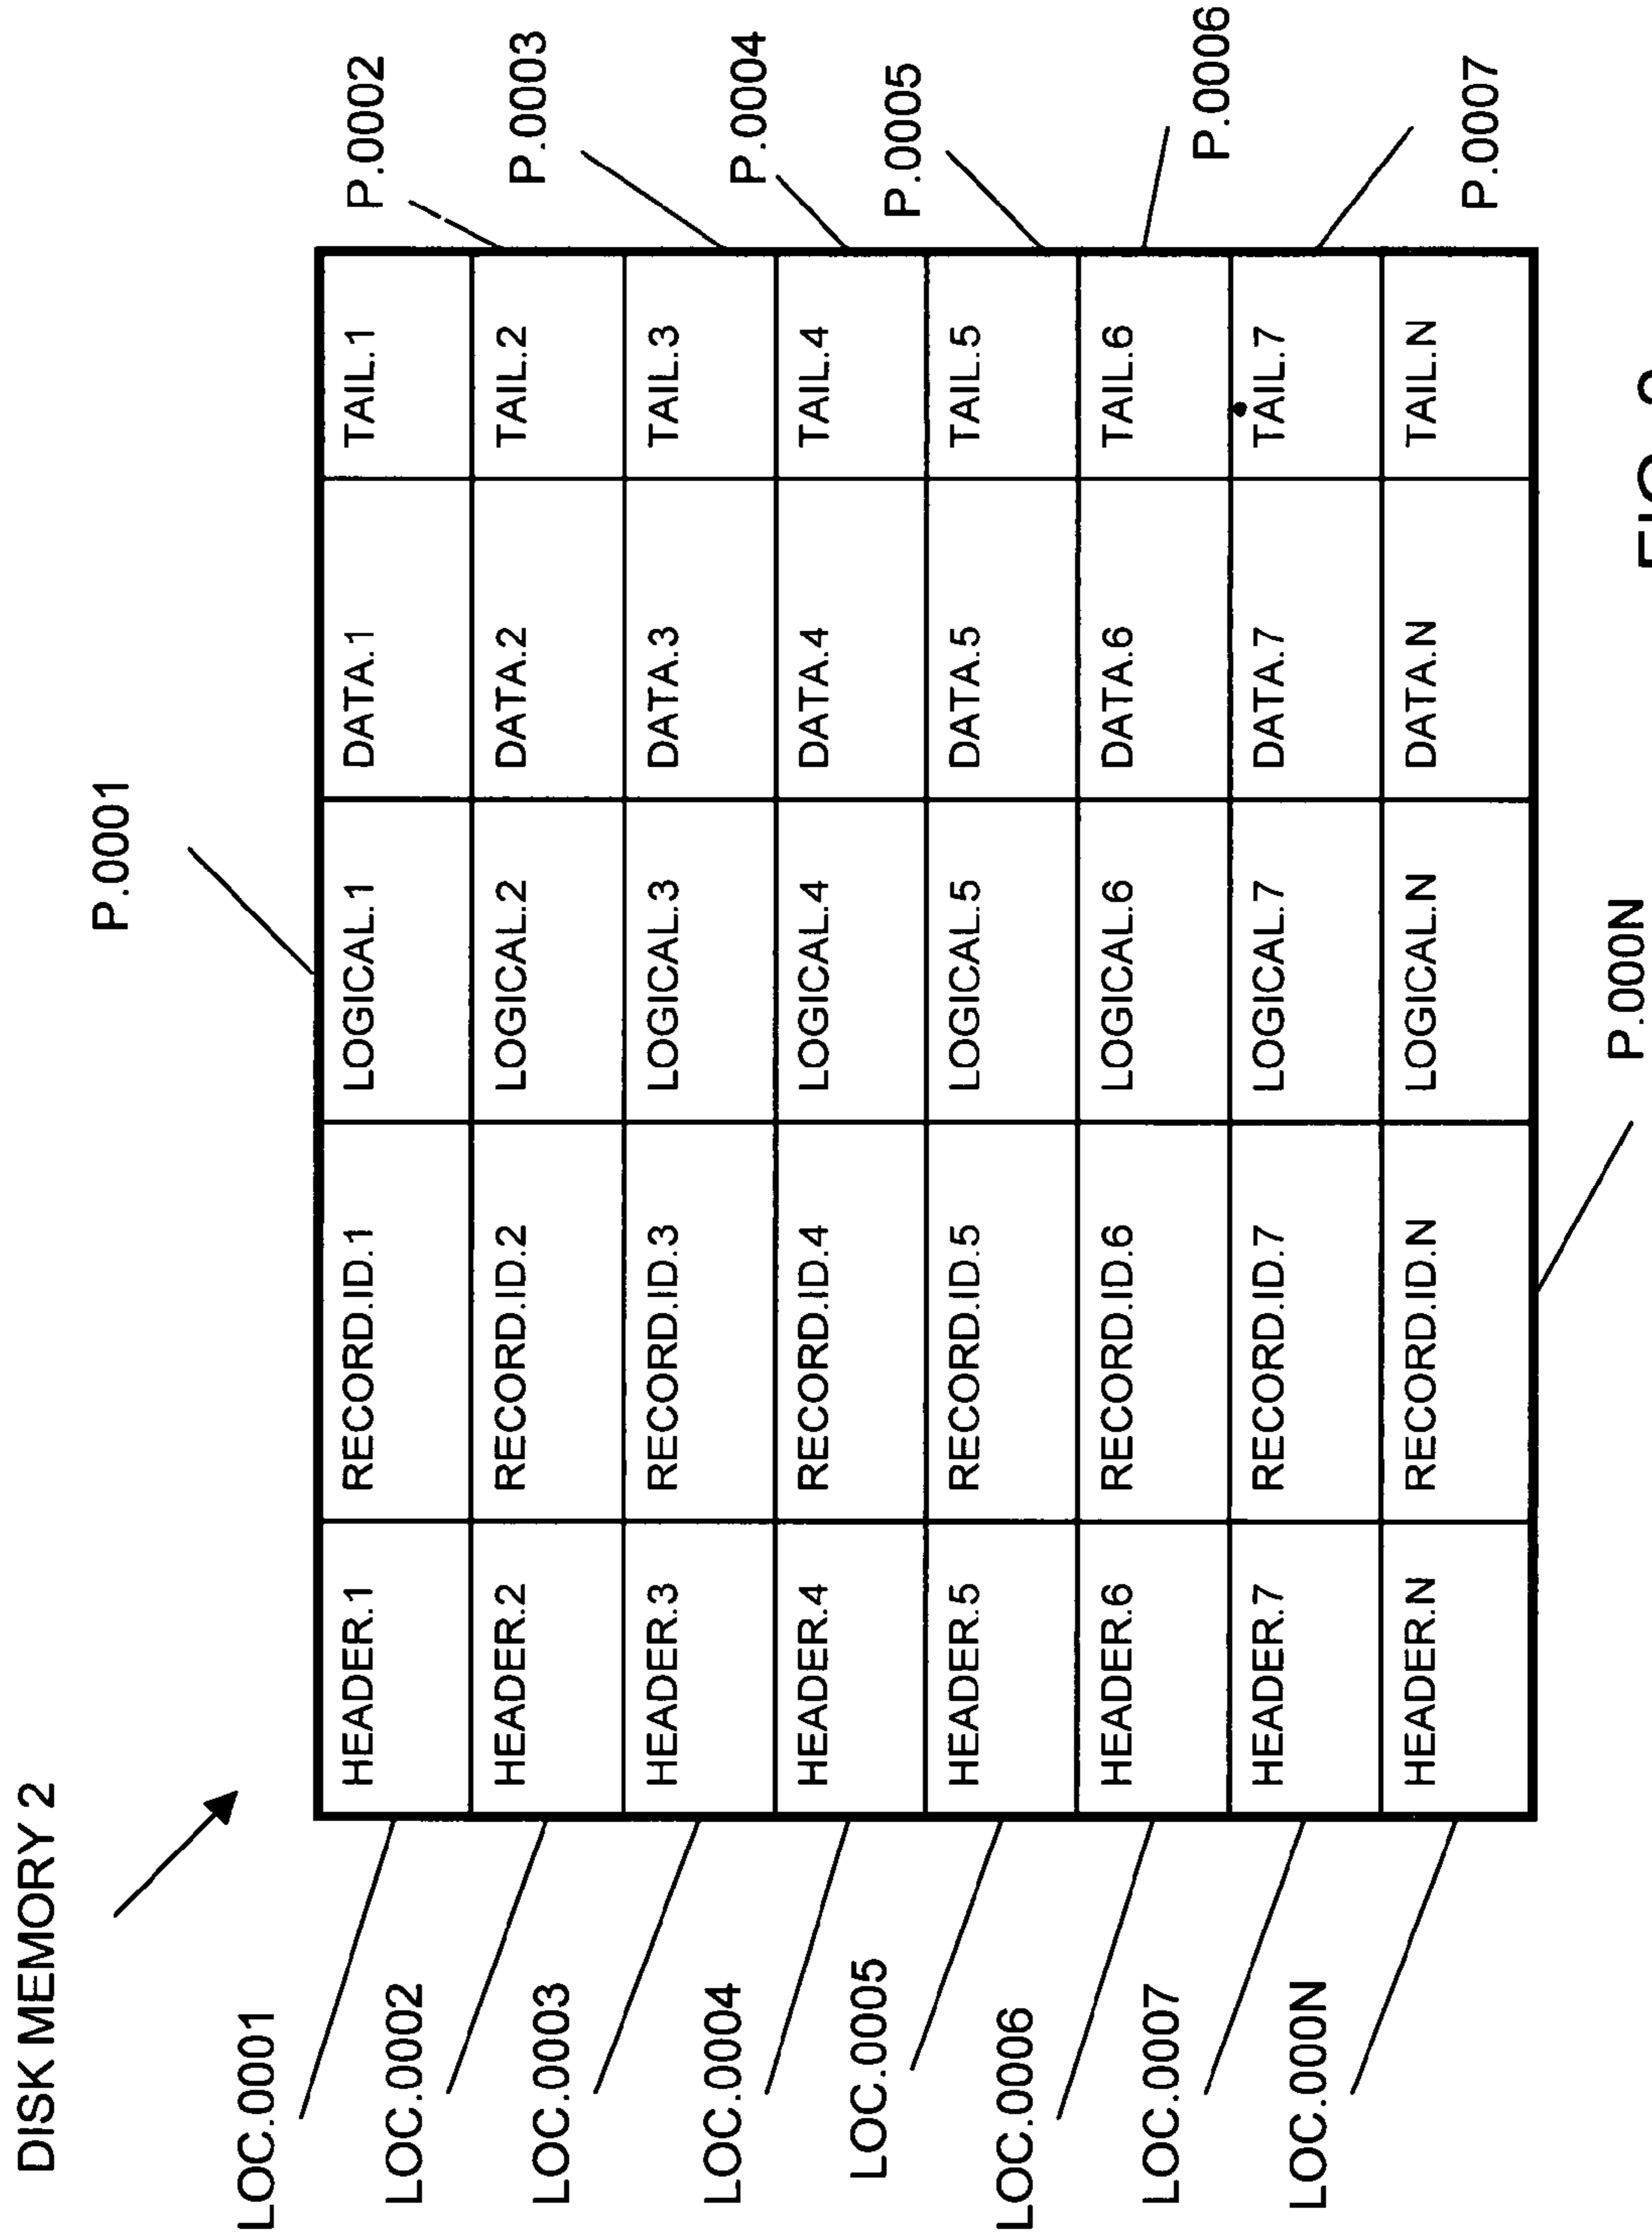 DISK MEMORY 2
P.0001
LOC.0001
HEADER.1 RECORD.ID.1 LOGICAL.1 DATA.1 TAIL.1
P.0002
LOC.0002
HEADER.2 RECORD.ID.2 LOGICAL.2 DATA.2 TAIL.2
P.0003
LOC.0003
HEADER.3 RECORD.ID.3 LOGICAL.3 DATA.3 TAIL.3
P.0004
LOC.0004
HEADER.4 RECORD.ID.4 LOGICAL.4 DATA.4 TAIL.4
P.0005
LOC.0005
HEADER.5 RECORD.ID.5 LOGICAL.5 DATA.5 TAIL.5
P.0006
LOC.0006
HEADER.6 RECORD.ID.6 LOGICAL.6 DATA.6 TAIL.6
P.0007
LOC.0007
HEADER.7 RECORD.ID.7 LOGICAL.7 DATA.7 TAIL.7
LOC.000N
HEADER.N RECORD.ID.N LOGICAL.N DATA.N TAIL.N
P.000N